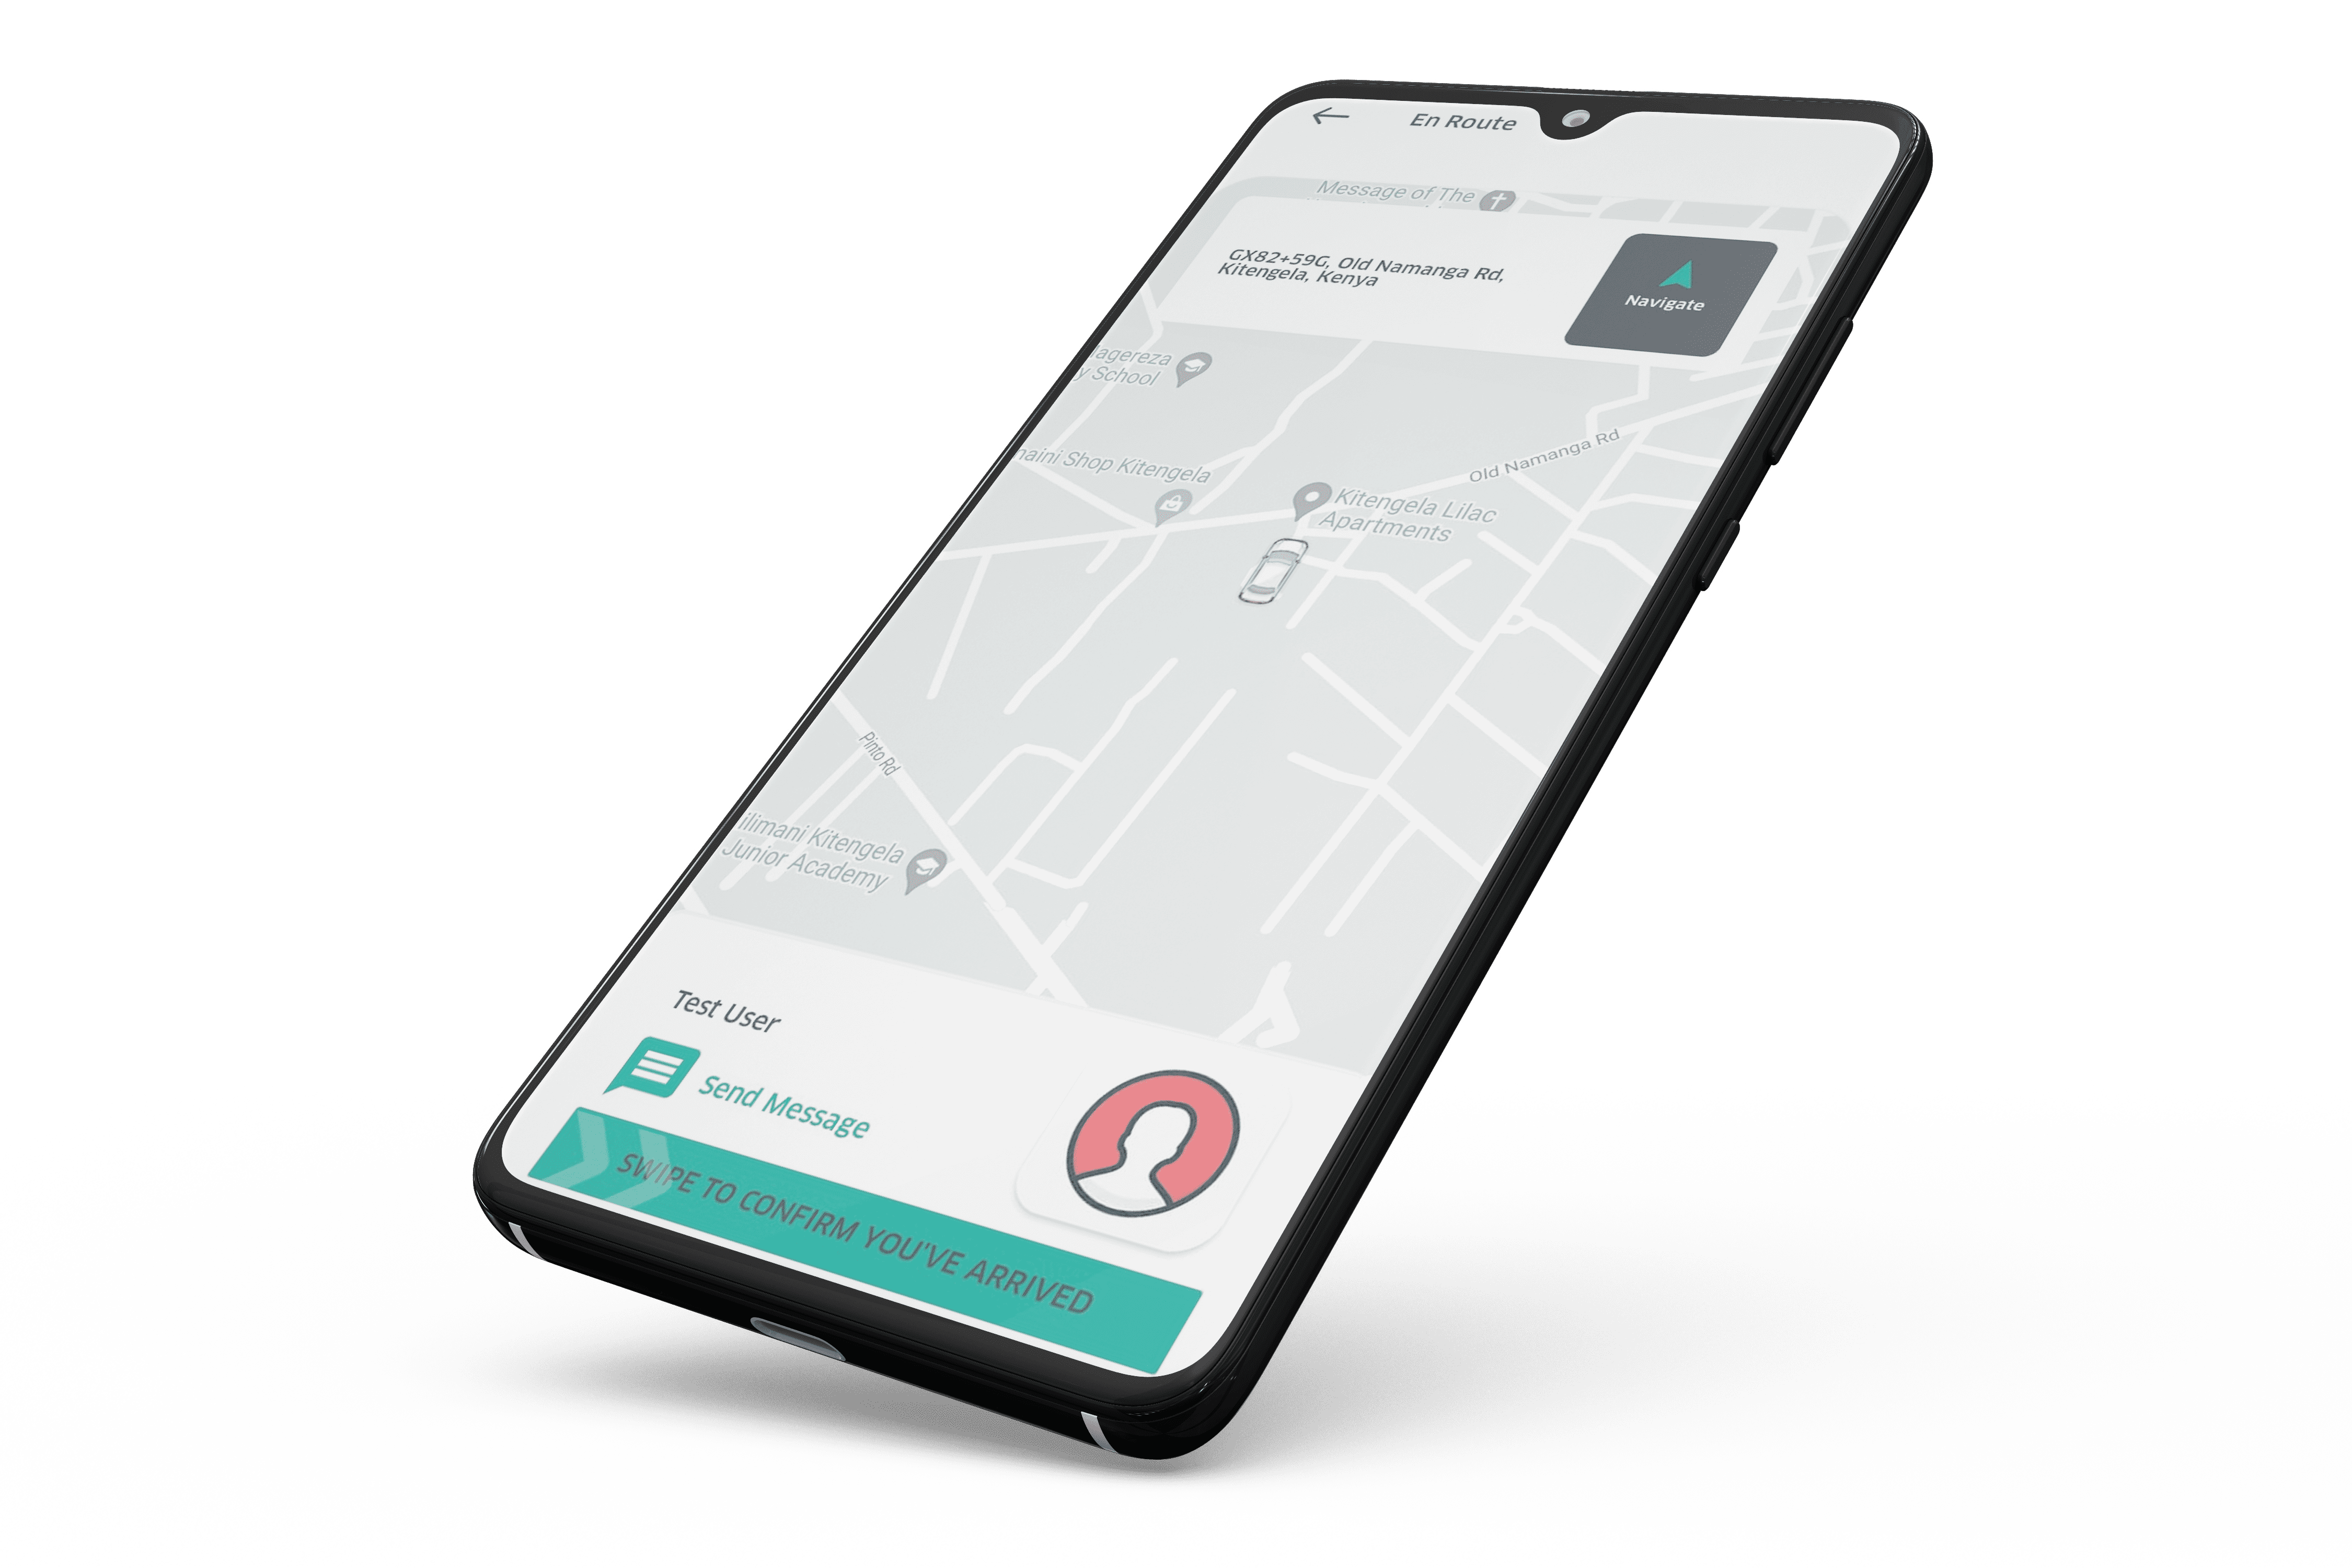 En Route
Message of The
GX82+59G, Old Namanga Rd,
Kitengela, Kenya
Navigate
agereza
y School
Old Namanga Rd
aini Shop Kitengela
Kitengela Lilac
Apartments
Pinto Rd
ilimani Kitengela
Junior Academy
Test User
Send Message
SWIPE TO CONFIRM YOU'VE ARRIVED